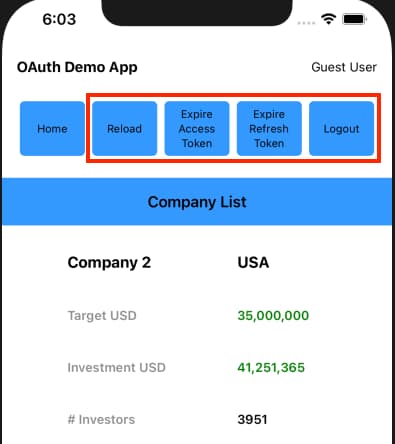 6:03
OAuth Demo App
Guest User
Home
Reload
Expire
Access
Token
Expire
Refresh
Token
Logout
Company List
Company 2
USA
Target USD
35,000,000
Investment USD
41,251,365
# Investors
3951